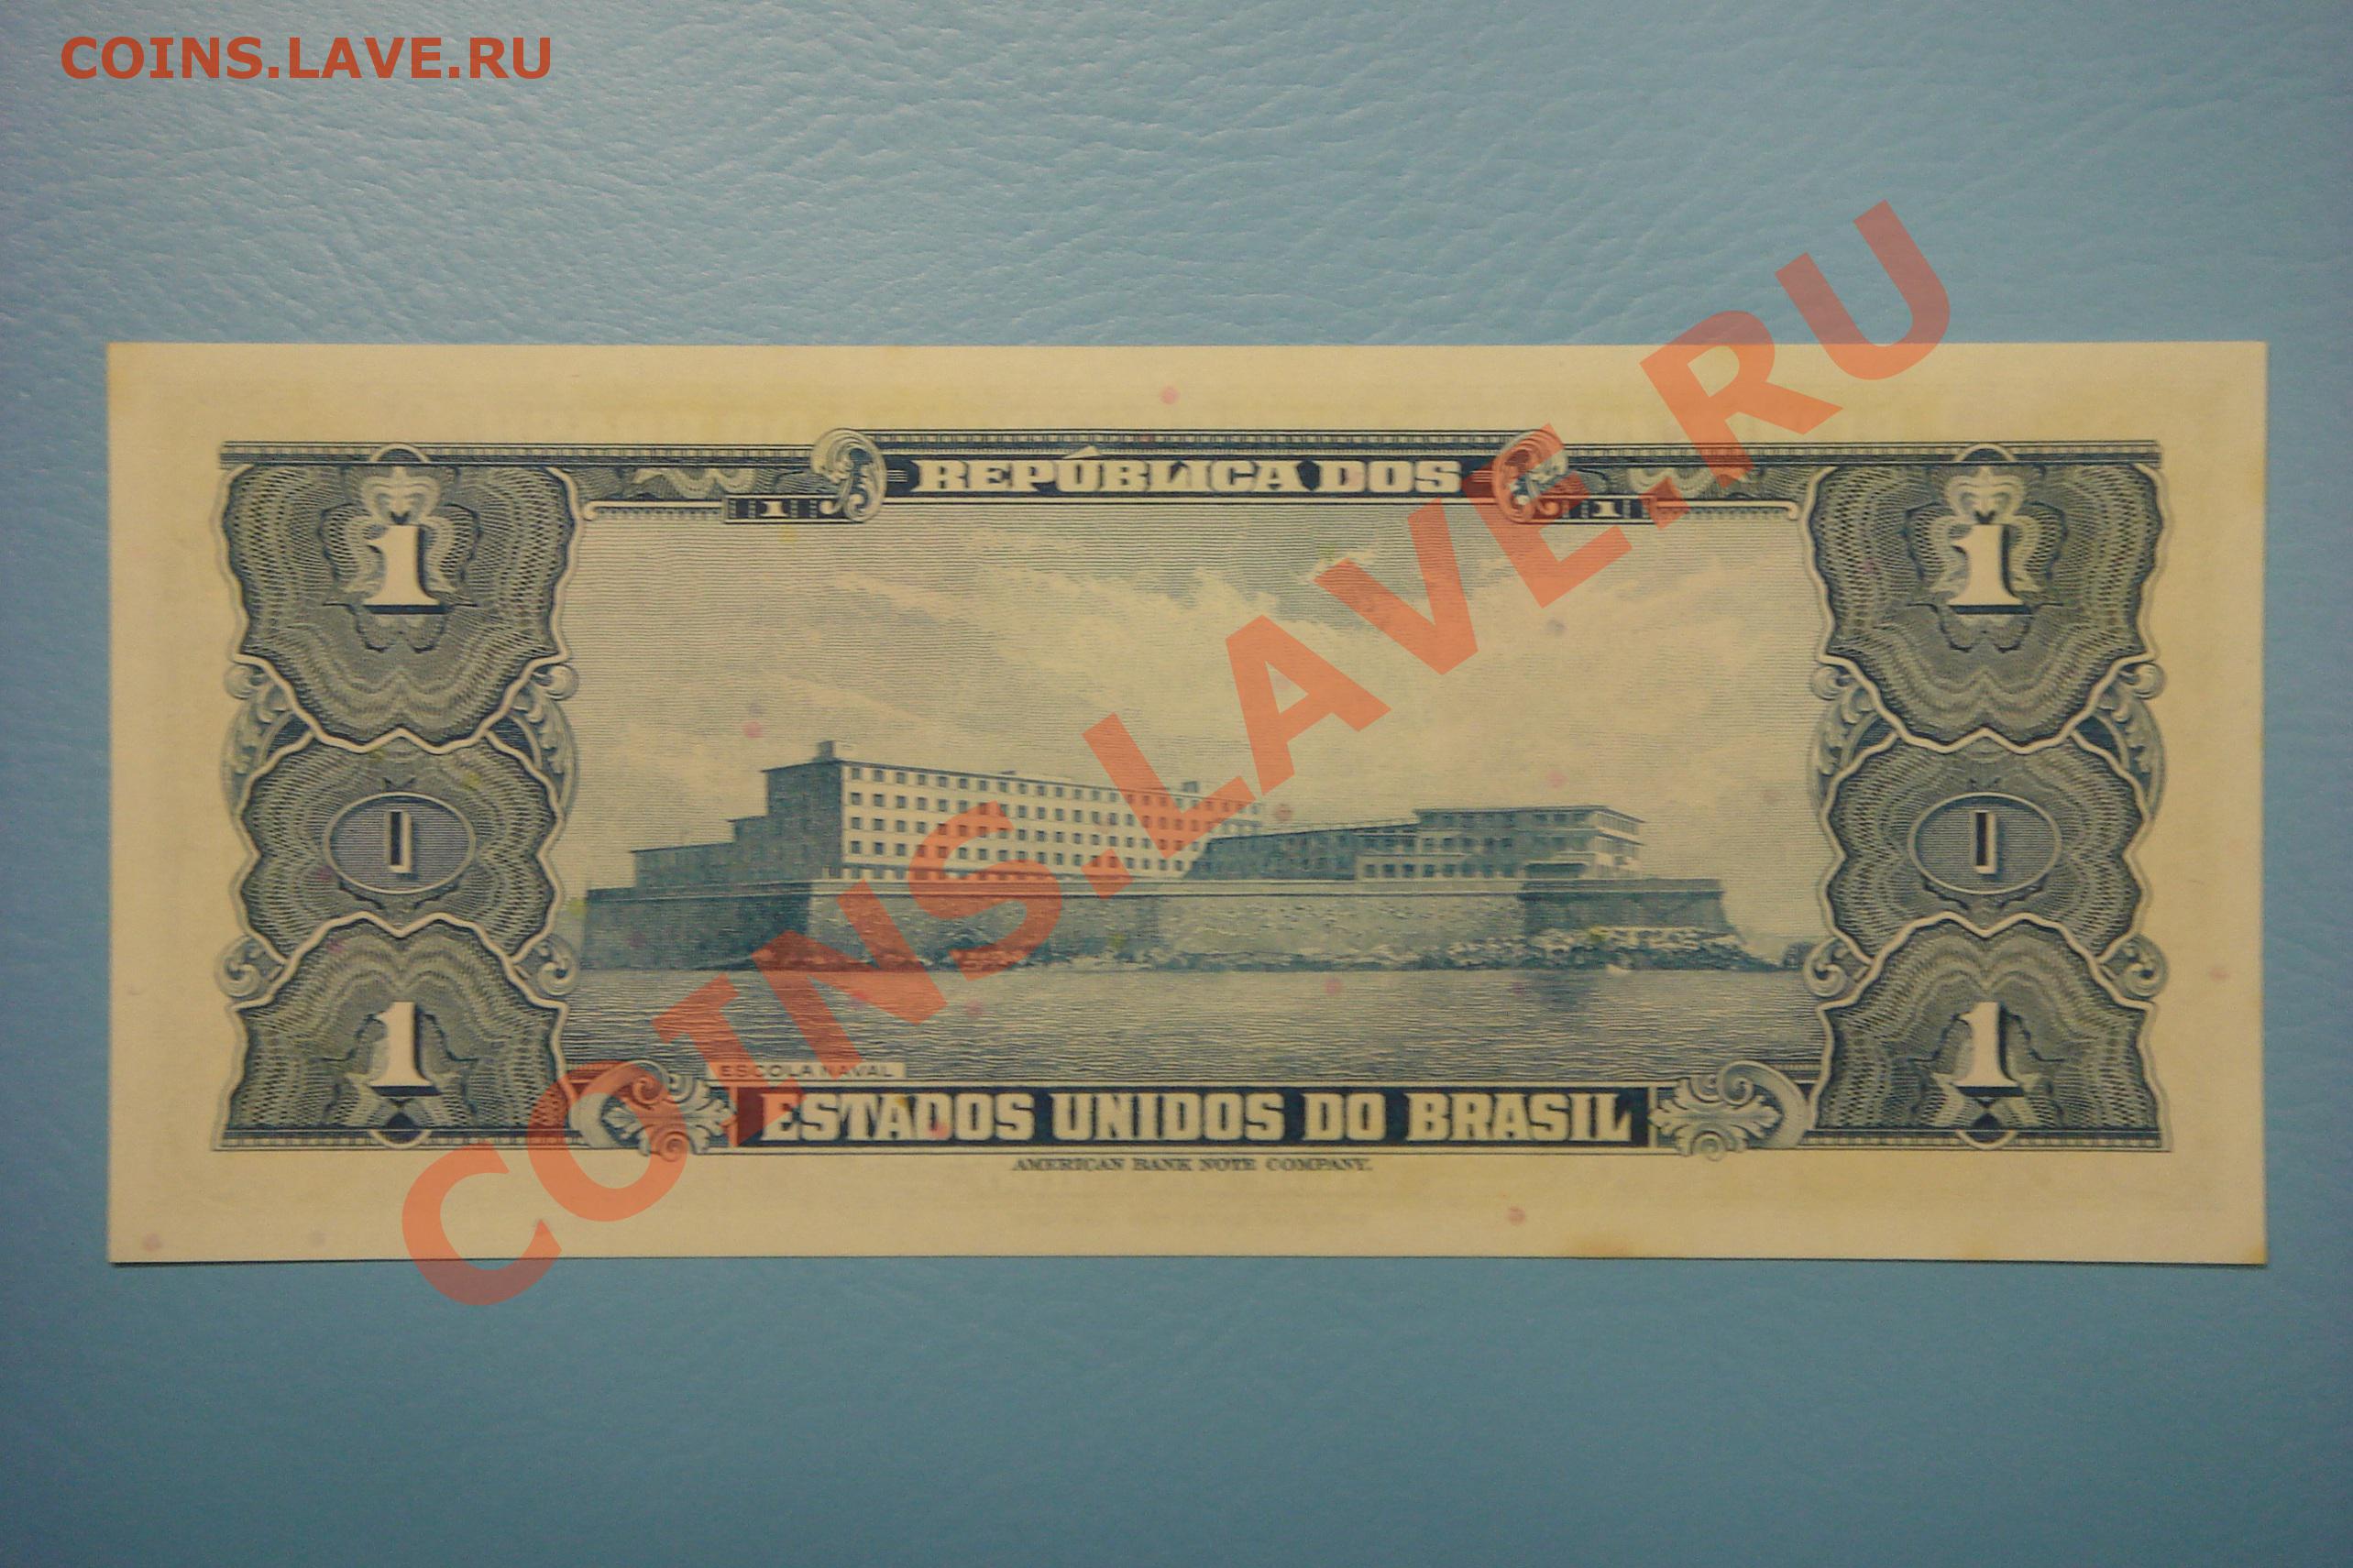 COINS.LAVE.RU
REPÚBLICA DOS
1 1
1 1
1 1
1 1
ESCOLA NAVAL
ESTADOS UNIDOS DO BRASIL
AMERICAN BANK NOTE COMPANY.
COINS.LAVE.RU